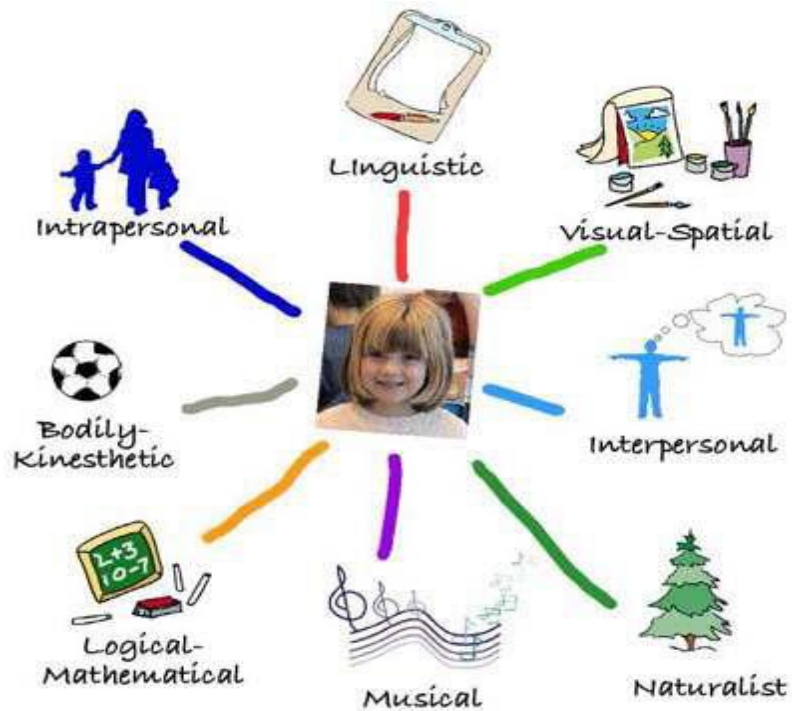 LInguistic
Intrapersonal
Visual-Spatial
Bodily-
Kinesthetic
Interpersonal
2+3
10-7
Logical-
Mathematical
Musical
Naturalist